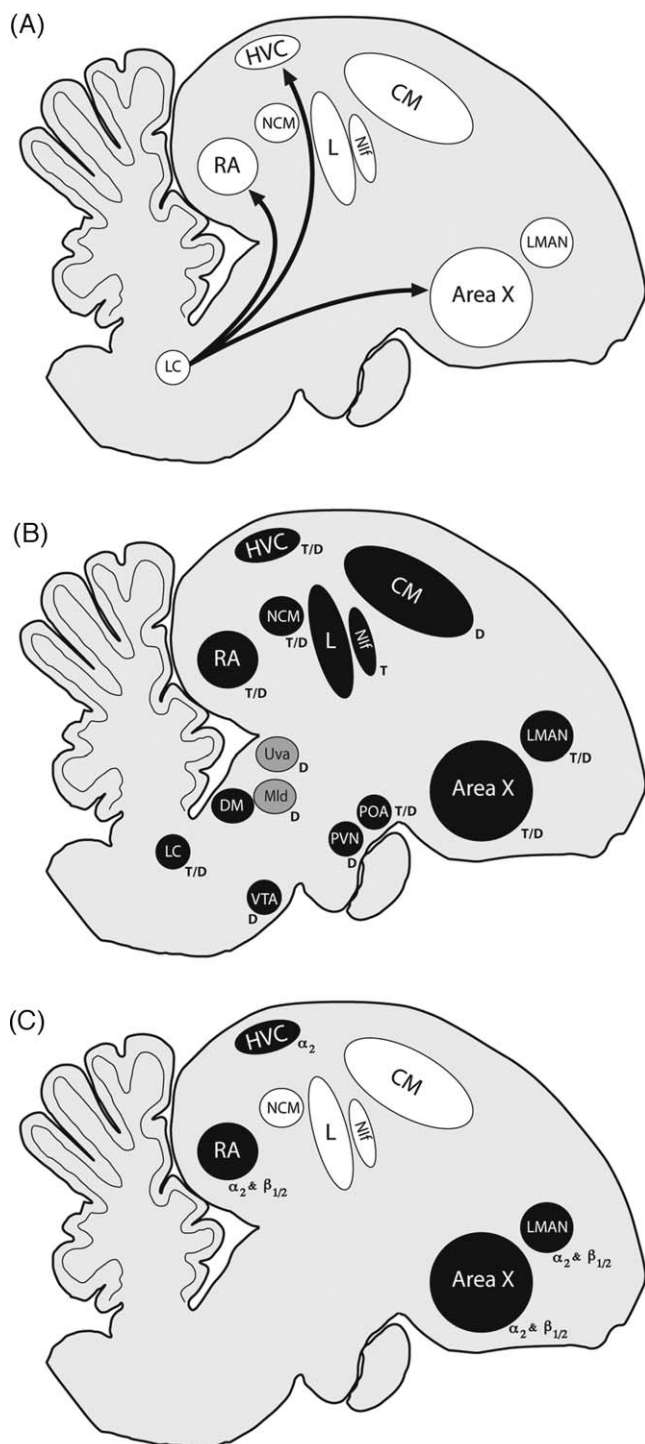 (A)
HVC
CM
NCM
L
NIf
RA
LMAN
Area X
LC
(B)
HVC
T/D
CM
D
NCM
T/D
L
NIf
T
RA
T/D
LMAN
T/D
Uva
D
Area X
T/D
MId
D
DM
POA
T/D
PVN
D
LC
T/D
VTA
D
(C)
HVC
α2
CM
NCM
L
NIf
RA
α2 & β1/2
LMAN
α2 & β1/2
Area X
α2 & β1/2